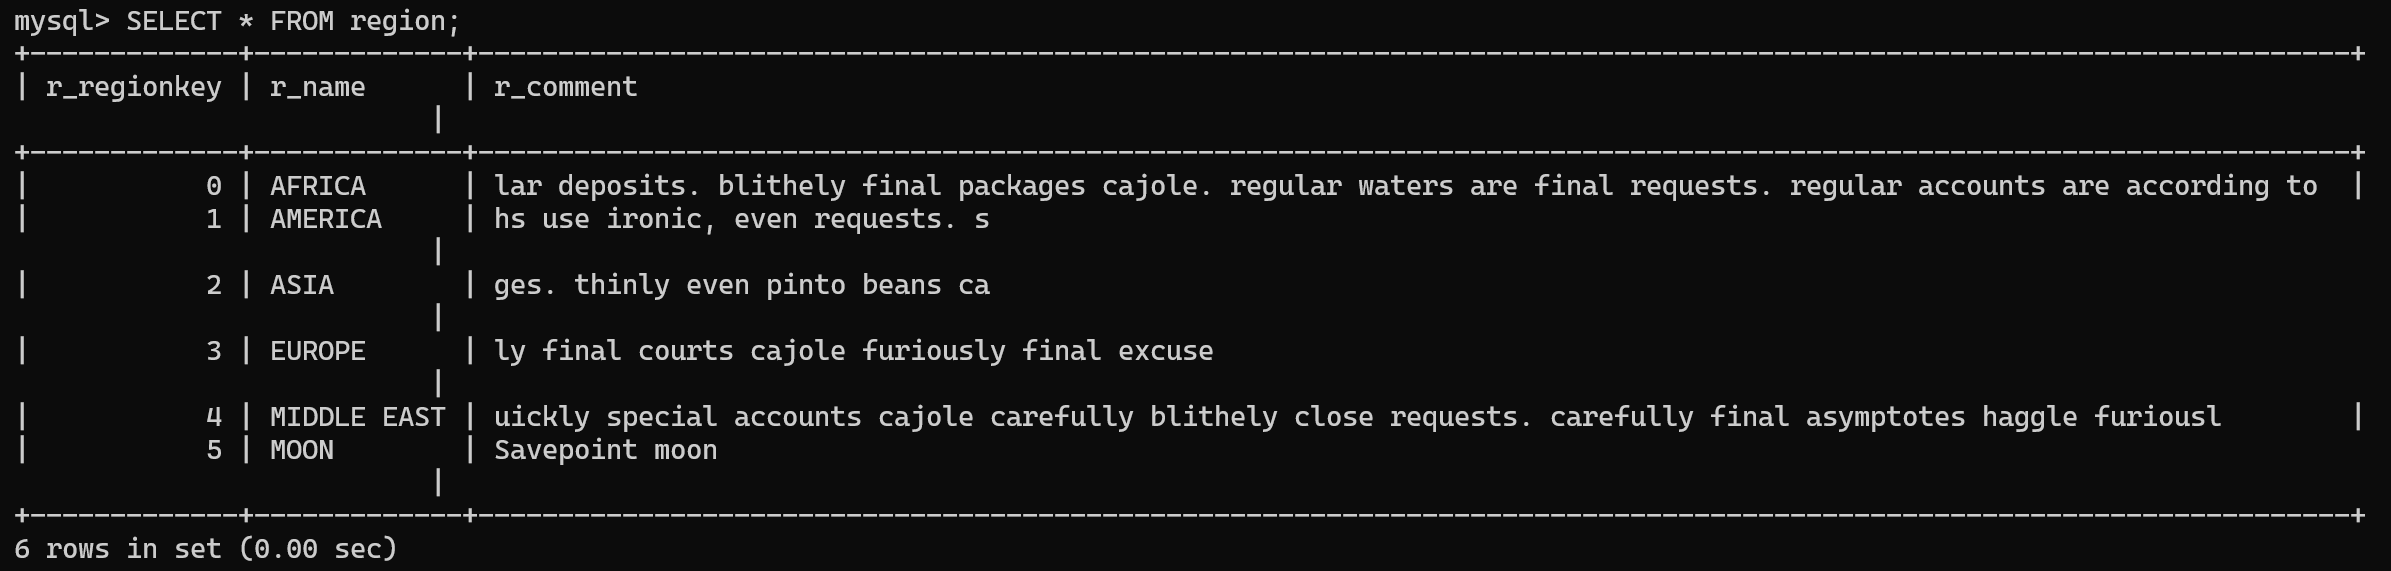 mysql> SELECT * FROM region;
+-------------+-------------+---------------------------------------------------------------------------------------------------------------------+
| r_regionkey | r_name      | r_comment
                          |
+-------------+-------------+---------------------------------------------------------------------------------------------------------------------+
|           0 | AFRICA      | lar deposits. blithely final packages cajole. regular waters are final requests. regular accounts are according to  |
|           1 | AMERICA     | hs use ironic, even requests. s
                          |
|           2 | ASIA        | ges. thinly even pinto beans ca
                          |
|           3 | EUROPE      | ly final courts cajole furiously final excuse
                          |
|           4 | MIDDLE EAST | uickly special accounts cajole carefully blithely close requests. carefully final asymptotes haggle furiousl        |
|           5 | MOON        | Savepoint moon
                          |
+-------------+-------------+---------------------------------------------------------------------------------------------------------------------+
6 rows in set (0.00 sec)